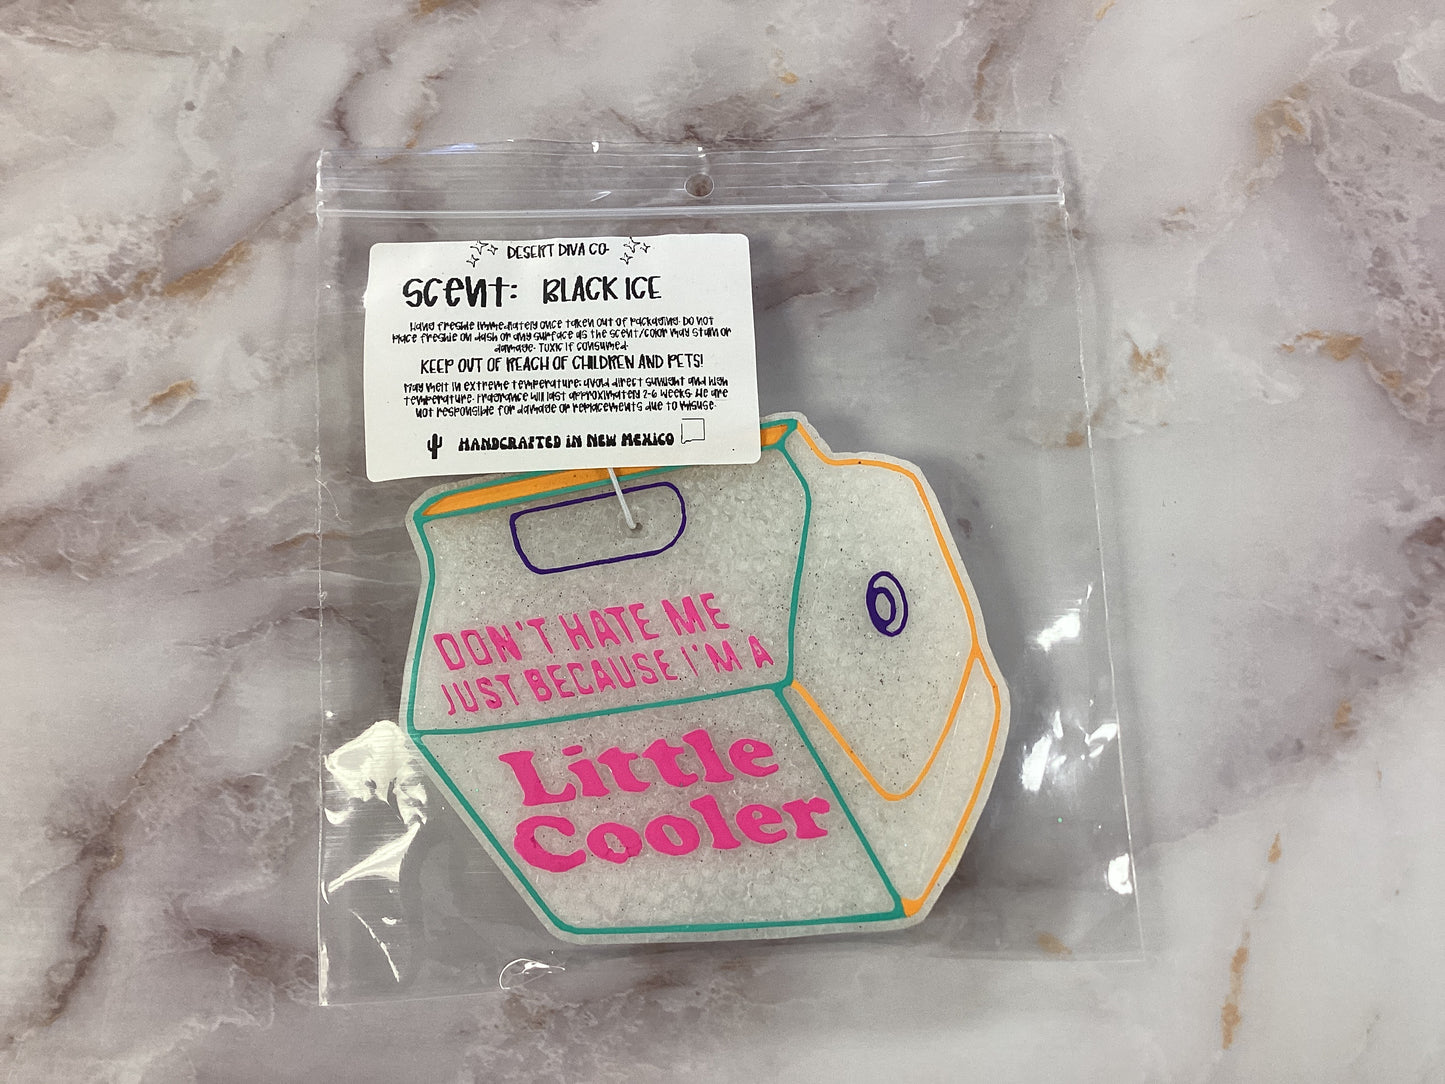 DESERT DIVA CO.
scent: BLACK ICE
Hang freshie immediately once taken out of packaging. Do not
place freshie on dash or any surface as the scent/color may stain or
damage. Toxic if consumed.
KEEP OUT OF REACH OF CHILDREN AND PETS!
May melt in extreme temperature; avoid direct sunlight and high
temperature. Fragrance will last approximately 2-6 weeks. We are
not responsible for damage or replacements due to misuse.
HANDCRAFTED IN NEW MEXICO
DON'T HATE ME
JUST BECAUSE I'M A
Little
Cooler